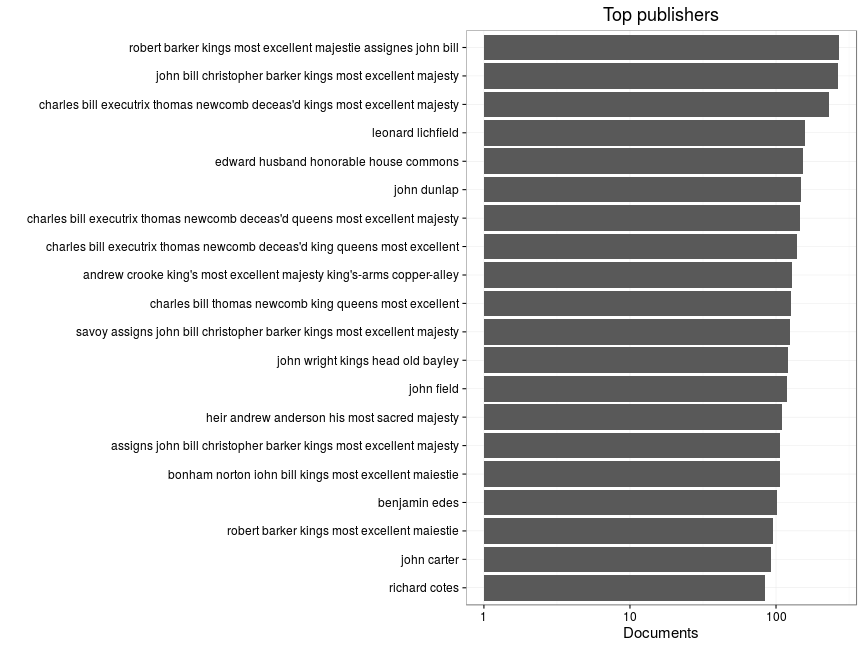 Top publishers
robert barker kings most excellent majestie assignes john bill
john bill christopher barker kings most excellent majesty
charles bill executrix thomas newcomb deceas'd kings most excellent majesty
leonard lichfield
edward husband honorable house commons
john dunlap
charles bill executrix thomas newcomb deceas'd queens most excellent majesty
charles bill executrix thomas newcomb deceas'd king queens most excellent
andrew crooke king's most excellent majesty king's-arms copper-alley
charles bill thomas newcomb king queens most excellent
savoy assigns john bill christopher barker kings most excellent majesty
john wright kings head old bayley
john field
heir andrew anderson his most sacred majesty
assigns john bill christopher barker kings most excellent majesty
bonham norton iohn bill kings most excellent maiestie
benjamin edes
robert barker kings most excellent maiestie
john carter
richard cotes
1 10 100
Documents